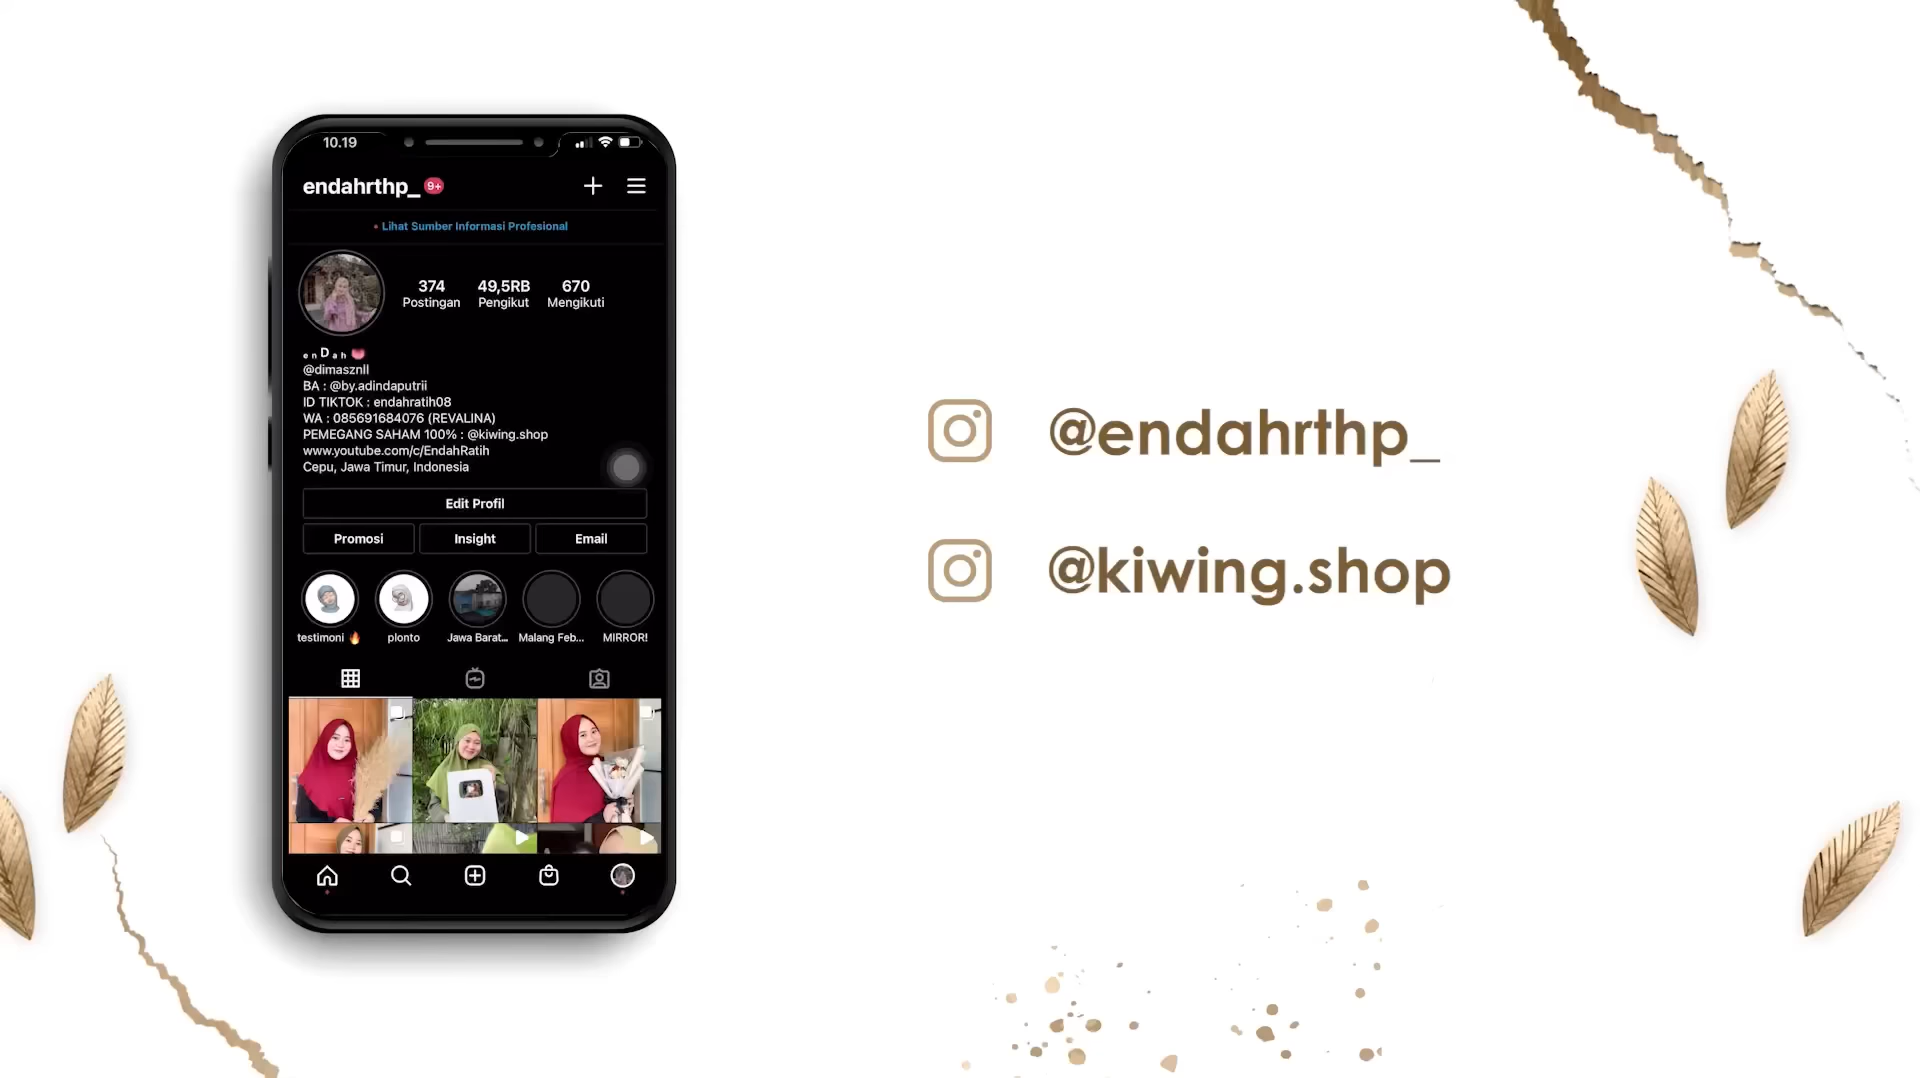 10.19
endahrthp_ 9+
Lihat Sumber Informasi Profesional
374 49,5RB 670
Postingan Pengikut Mengikuti
ₑₙDₐₕ
@dimasznll
BA : @by.adindaputrii
ID TIKTOK : endahratih08
WA : 085691684076 (REVALINA)
PEMEGANG SAHAM 100% : @kiwing.shop
www.youtube.com/c/EndahRatih
Cepu, Jawa Timur, Indonesia
Edit Profil
Promosi Insight Email
testimoni 🔥 plonto Jawa Barat... Malang Feb... MIRROR!
@endahrthp_
@kiwing.shop